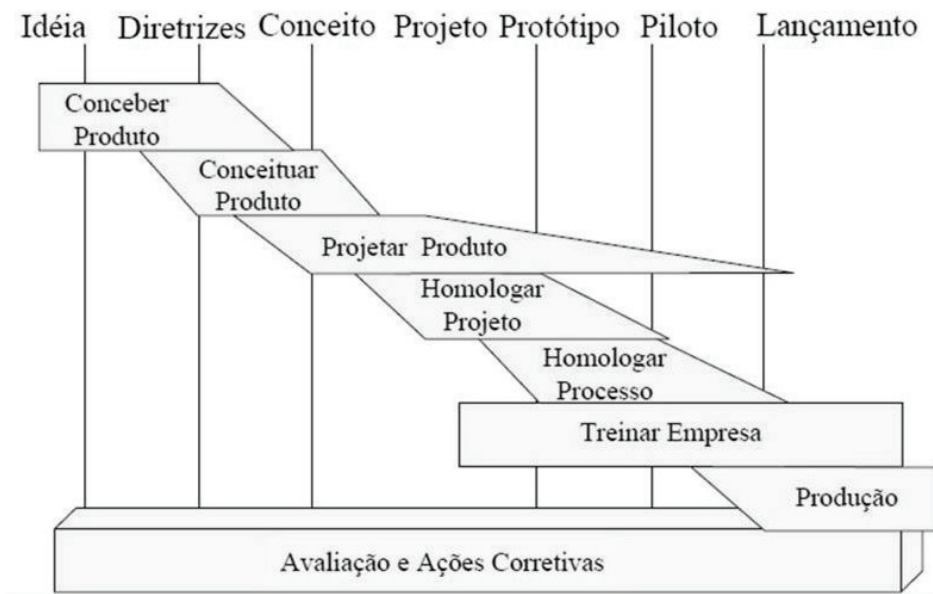 Idéia Diretrizes Conceito Projeto Protótipo Piloto Lançamento
Conceber
Produto
Conceituar
Produto
Projetar Produto
Homologar
Projeto
Homologar
Processo
Treinar Empresa
Produção
Avaliação e Ações Corretivas